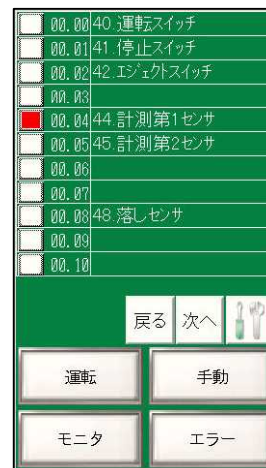 00.00 40.運転スイッチ
00.01 41.停止スイッチ
00.02 42.エジェクトスイッチ
00.03
00.04 44.計測第1センサ
00.05 45.計測第2センサ
00.06
00.07
00.08 48.落しセンサ
00.09
00.10
戻る 次へ
運転 手動
モニタ エラー